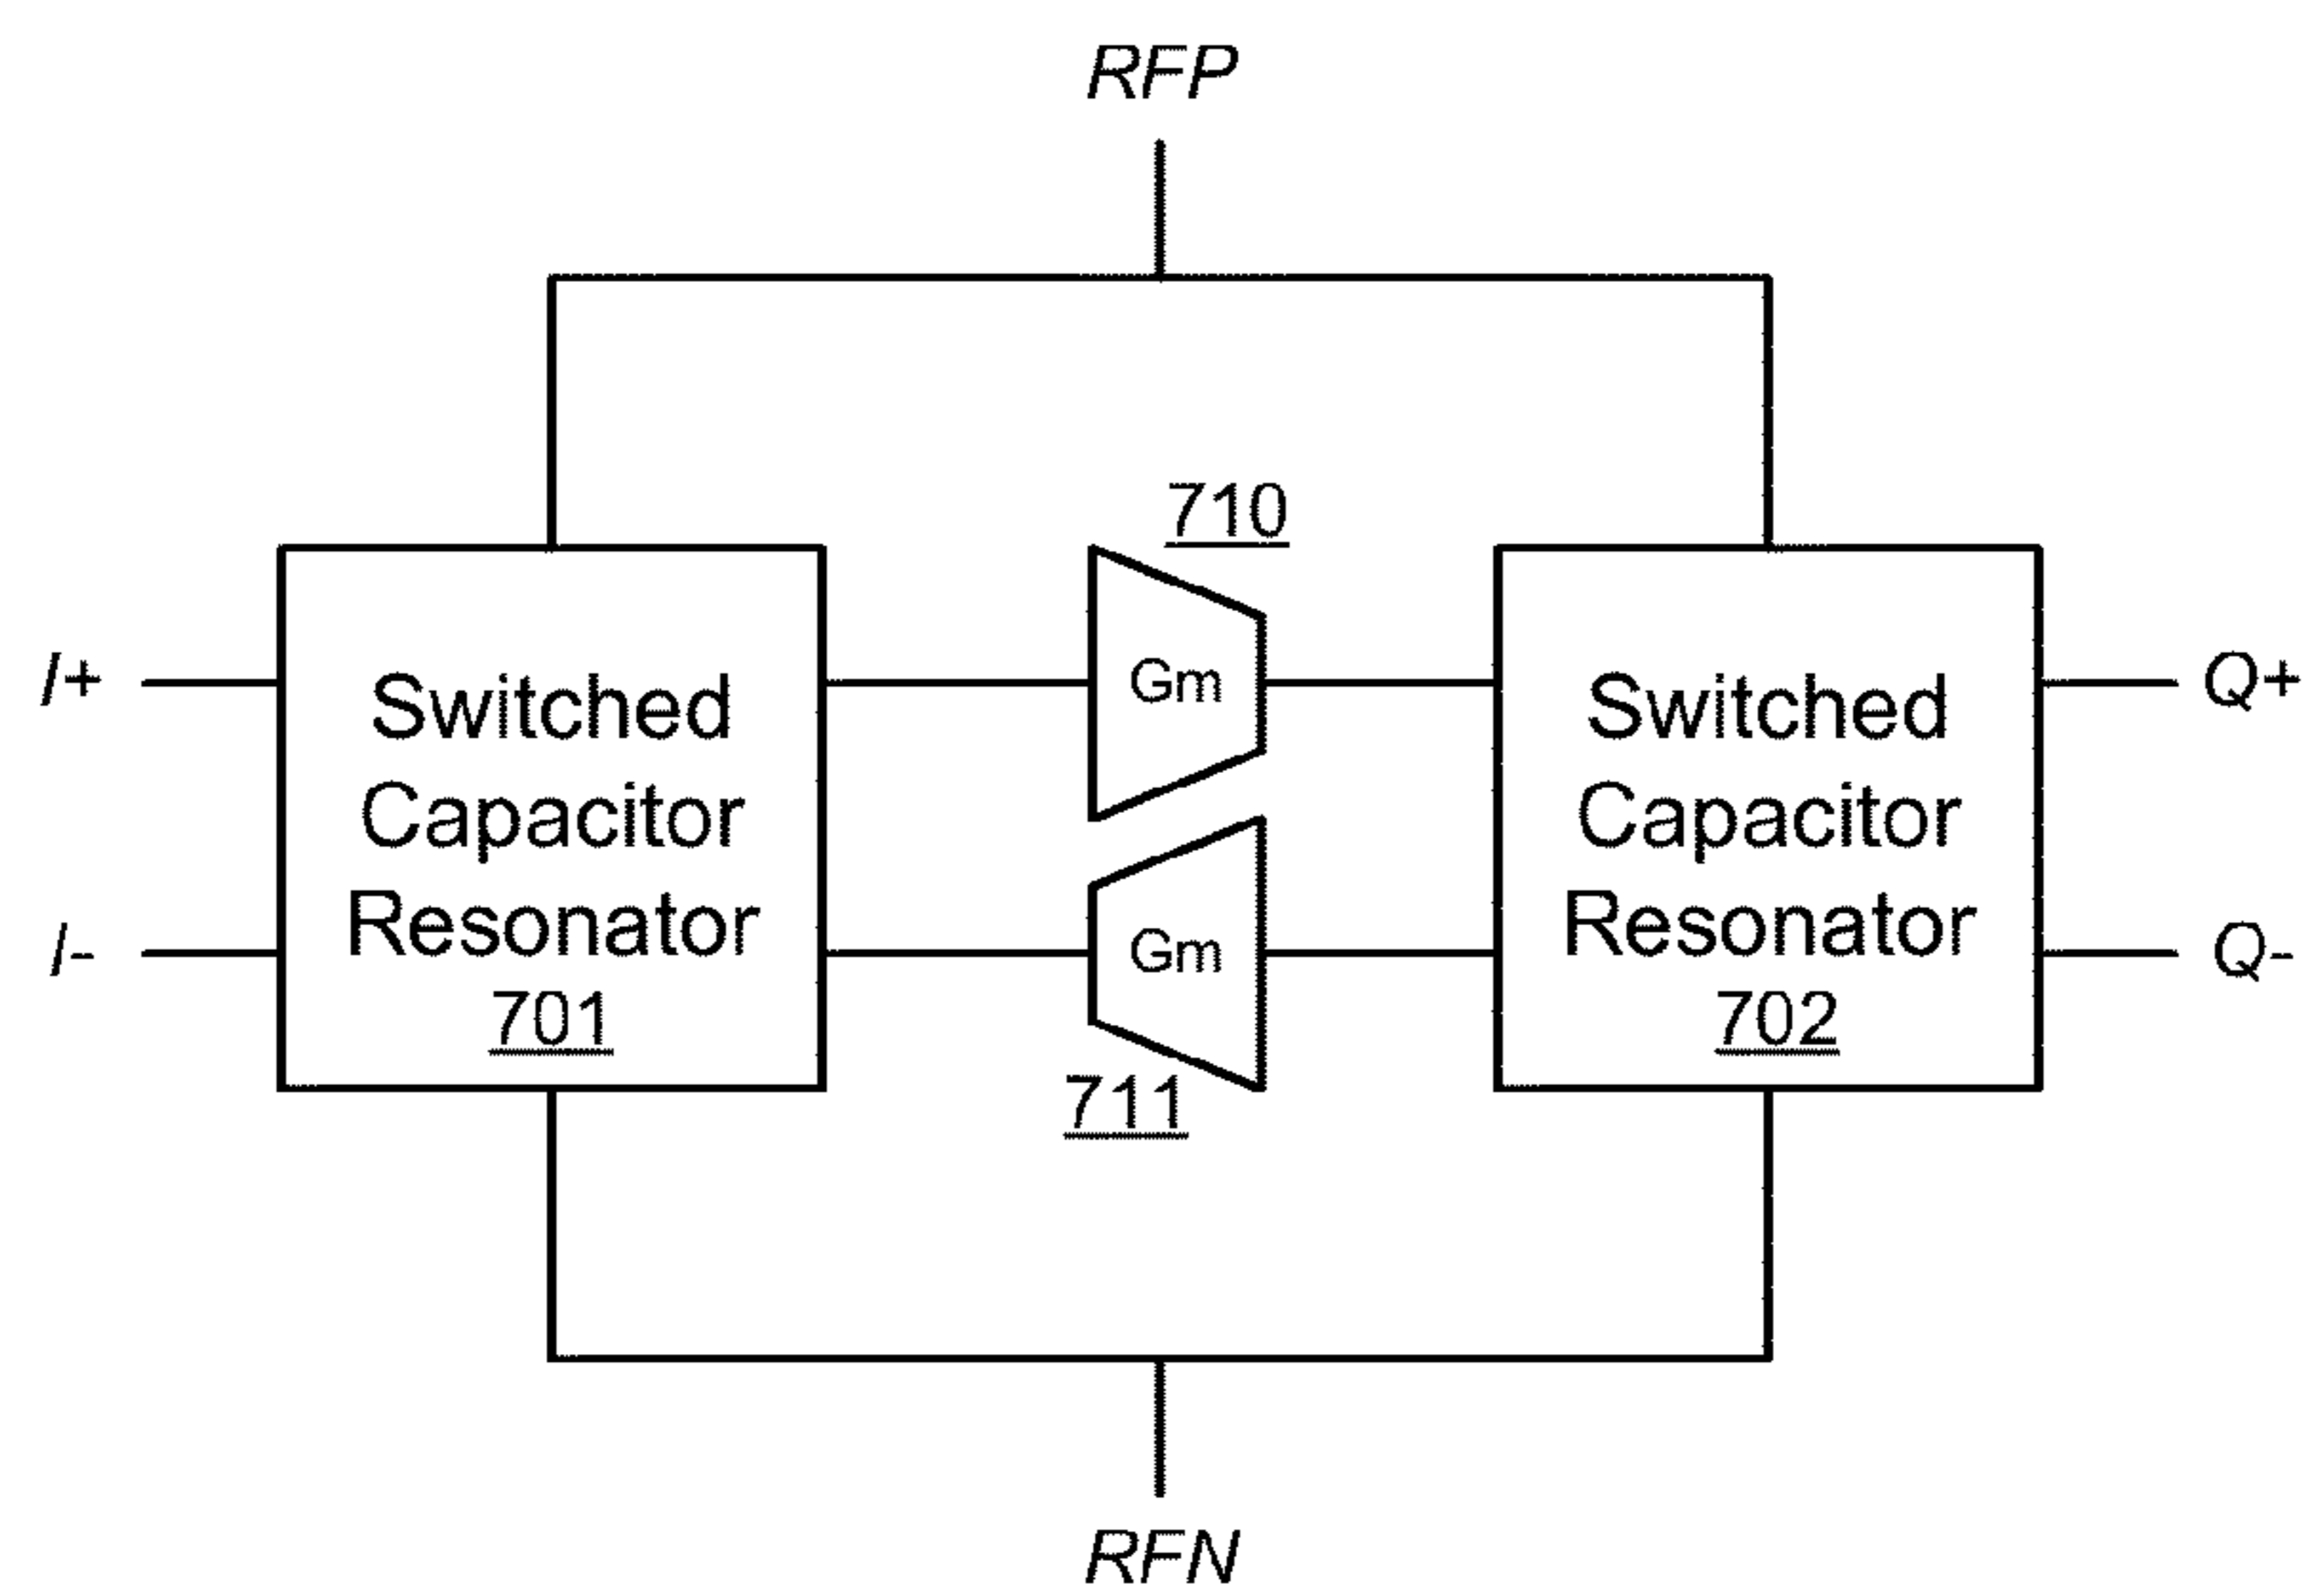 RFP
710
I+
Gm
Q+
Switched
Capacitor
Resonator
701
Switched
Capacitor
Resonator
702
I-
Gm
Q-
711
RFN